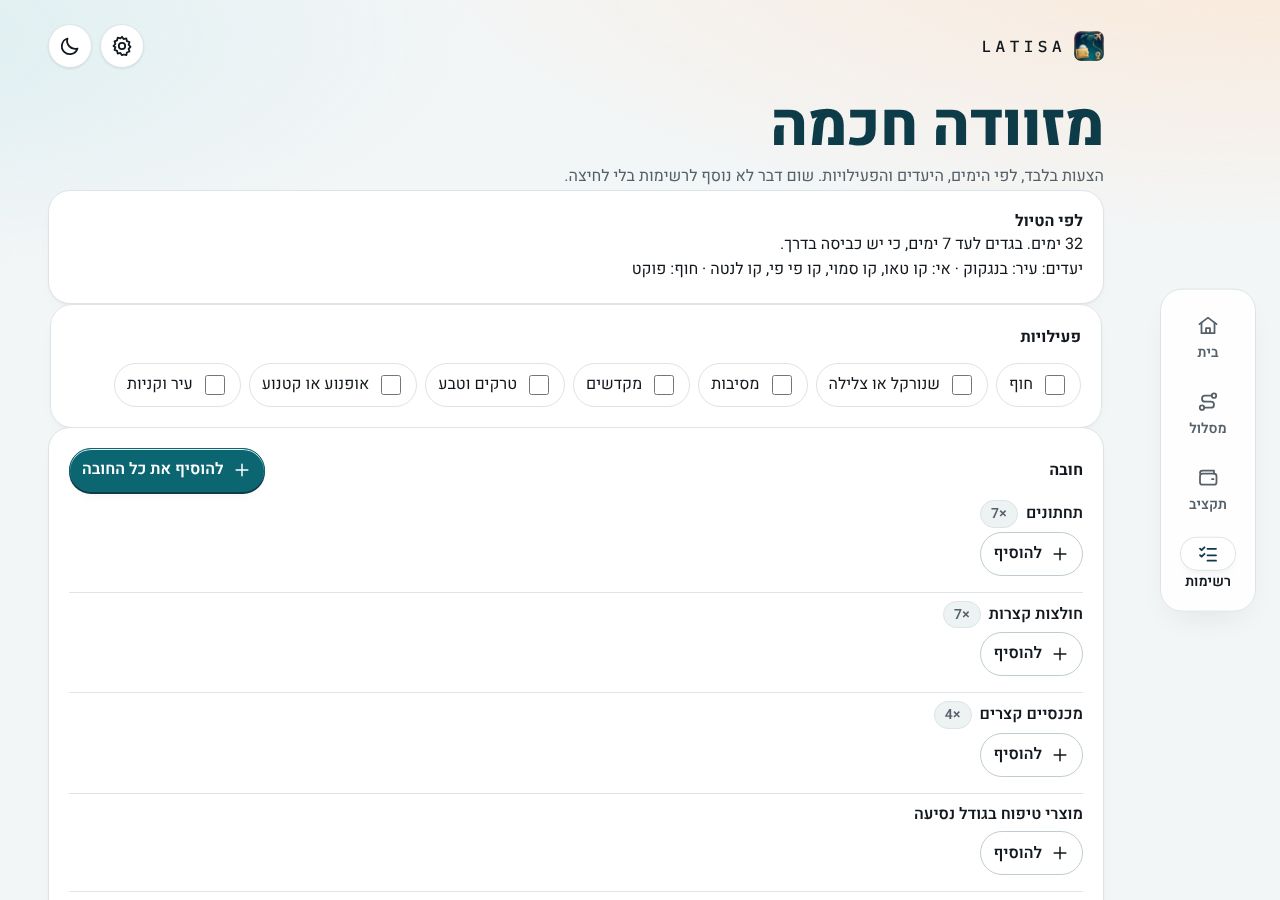 LATISA
מזוודה חכמה
הצעות בלבד, לפי הימים, היעדים והפעילויות. שום דבר לא נוסף לרשימות בלי לחיצה.
לפי הטיול
32 ימים. בגדים לעד 7 ימים, כי יש כביסה בדרך.
יעדים: עיר: בנגקוק · אי: קו טאו, קו סמוי, קו פי פי, קו לנטה · חוף: פוקט
פעילויות
חוף
שנורקל או צלילה
מסיבות
מקדשים
טרקים וטבע
אופנוע או קטנוע
עיר וקניות
חובה
להוסיף את כל החובה
תחתונים ×7
להוסיף
חולצות קצרות ×7
להוסיף
מכנסיים קצרים ×4
להוסיף
מוצרי טיפוח בגודל נסיעה
להוסיף
בית
מסלול
תקציב
רשימות